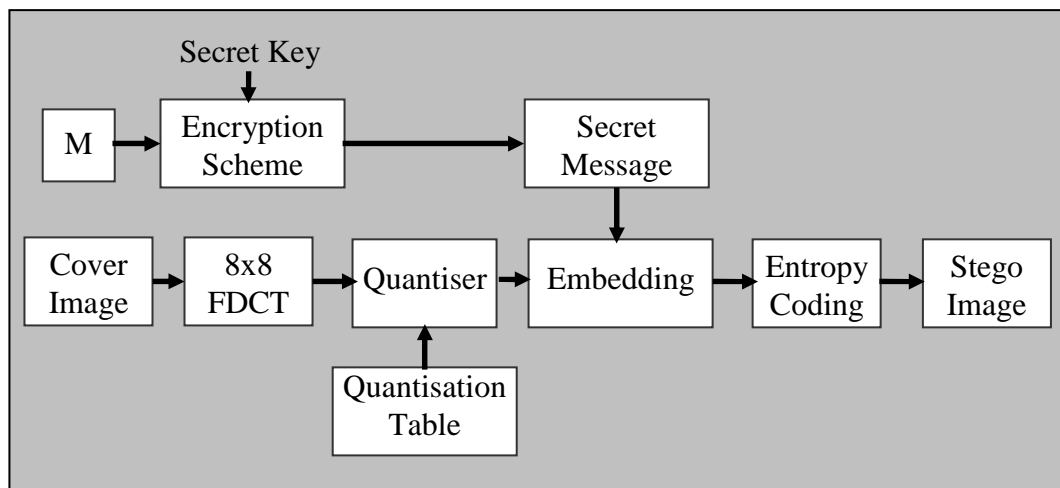 Secret Key
M
Encryption
Scheme
Secret
Message
Cover
Image
8x8
FDCT
Quantiser
Embedding
Entropy
Coding
Stego
Image
Quantisation
Table